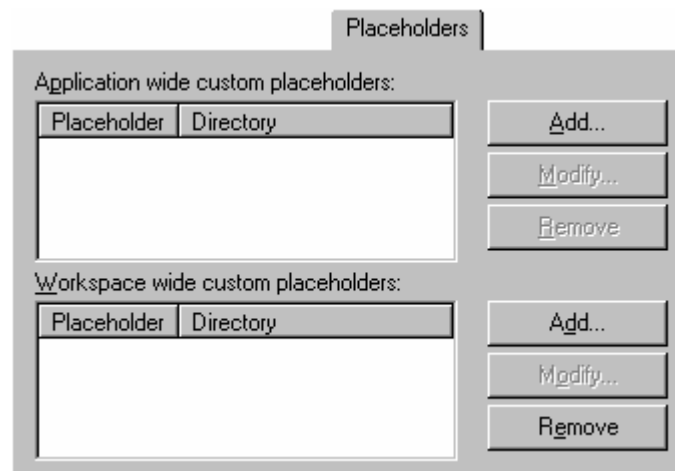 Placeholders
Application wide custom placeholders:
Placeholder Directory
Add...
Modify...
Remove
Workspace wide custom placeholders:
Placeholder Directory
Add...
Modify...
Remove